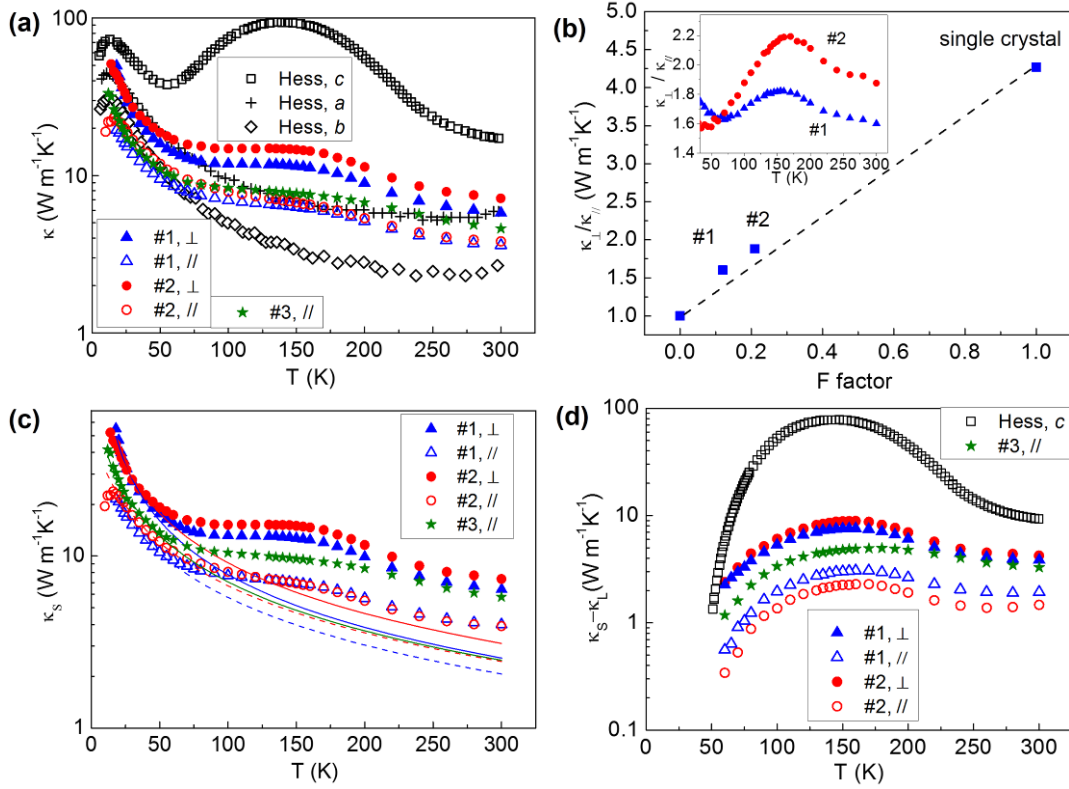 (a)
100
10
1
κ (W m⁻¹K⁻¹)
Hess, c
Hess, a
Hess, b
#1, ⊥
#1, //
#2, ⊥
#2, //
#3, //
0 50 100 150 200 250 300
T (K)
(b)
5.0
4.5
4.0
3.5
3.0
2.5
2.0
1.5
1.0
κ⊥/κ// (W m⁻¹K⁻¹)
single crystal
#1
#2
0.0 0.2 0.4 0.6 0.8 1.0
F factor
2.2
2.0
1.8
1.6
1.4
κ⊥ / κ//
#2
#1
50 100 150 200 250 300
T (K)
(c)
10
1
κS (W m⁻¹K⁻¹)
#1, ⊥
#1, //
#2, ⊥
#2, //
#3, //
0 50 100 150 200 250 300
T (K)
(d)
100
10
1
0.1
κS−κL(W m⁻¹K⁻¹)
Hess, c
#3, //
#1, ⊥
#1, //
#2, ⊥
#2, //
0 50 100 150 200 250 300
T (K)